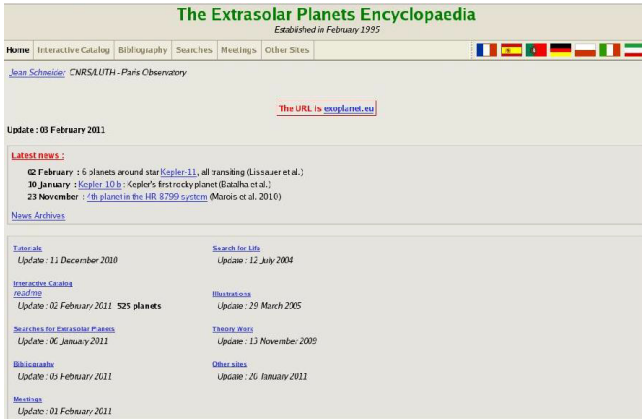 The Extrasolar Planets Encyclopaedia
Established in February 1995
Home Interactive Catalog Bibliography Searches Meetings Other Sites
Jean Schneider CNRS/LUTH - Paris Observatory
The URL is exoplanet.eu
Update : 03 February 2011
Latest news :
02 February : 6 planets around star Kepler-11, all transiting (Lissauer et al.)
10 January : Kepler 10 b : Kepler's first rocky planet (Batalha et al.)
23 November : 4th planet in the HR 8799 system (Marois et al. 2010)
News Archives
Tutorials Search for Life
Update : 11 December 2010 Update : 12 July 2004
Interactive Catalog
readme Illustrations
Update : 02 February 2011 525 planets Update : 29 March 2005
Searches for Extrasolar Planets Theory Work
Update : 06 January 2011 Update : 13 November 2009
Bibliography Other sites
Update : 03 February 2011 Update : 20 January 2011
Meetings
Update : 01 February 2011